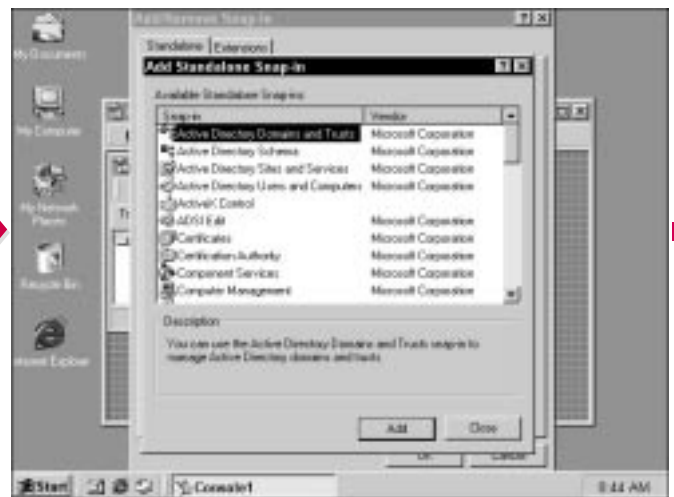 Add/Remove Snap-in
My Documents
Standalone Extensions
Add Standalone Snap-in
Available Standalone Snap-ins:
Snap-in Vendor
My Computer
Active Directory Domains and Trusts Microsoft Corporation
Active Directory Schema Microsoft Corporation
Active Directory Sites and Services Microsoft Corporation
Active Directory Users and Computers Microsoft Corporation
ActiveX Control
My Network
Places
ADSI Edit Microsoft Corporation
Certificates Microsoft Corporation
Certification Authority Microsoft Corporation
Component Services Microsoft Corporation
Computer Management Microsoft Corporation
Recycle Bin
Description
You can use the Active Directory Domains and Trusts snap-in to
manage Active Directory domains and trusts
Internet Explorer
Add Close
OK Cancel
Start Console1 8:44 AM